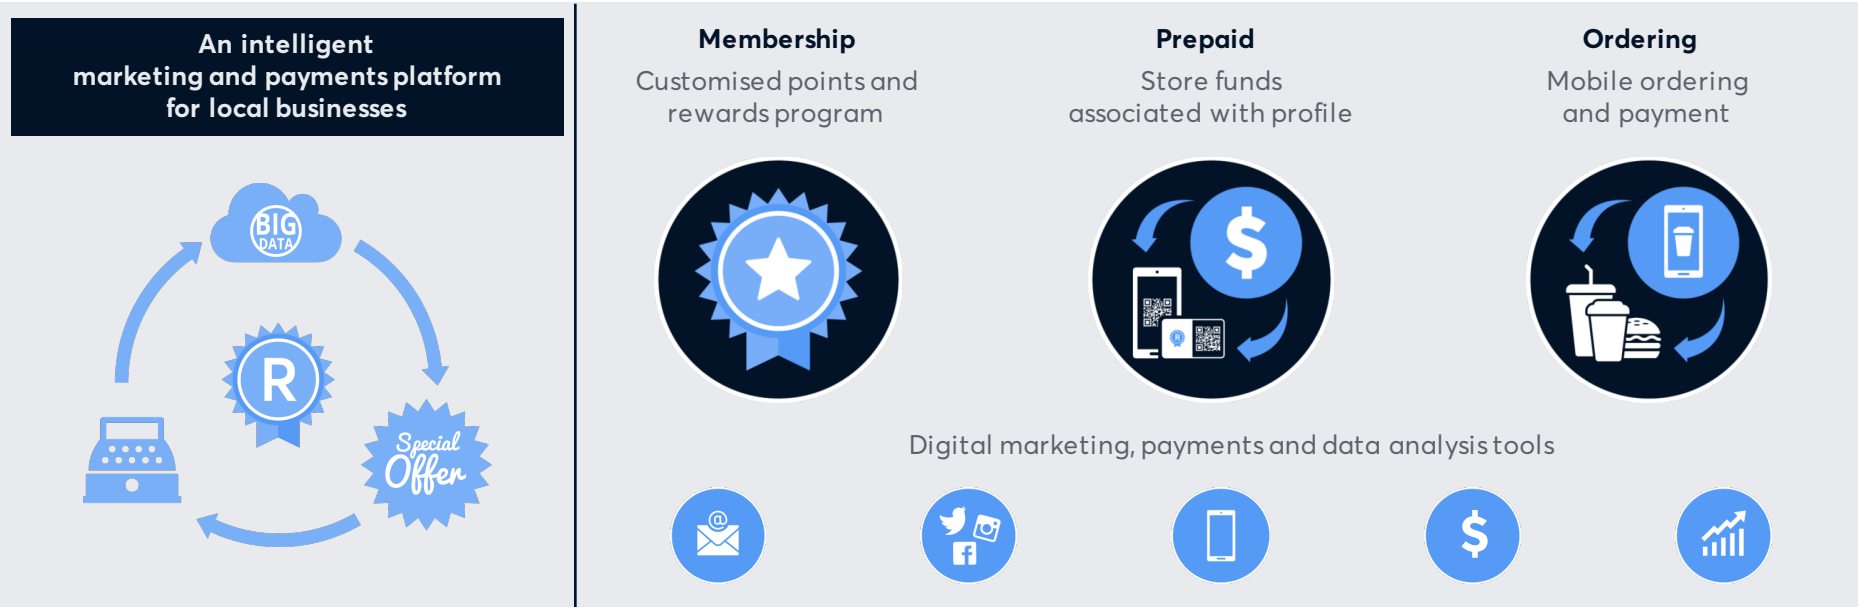 An intelligent
marketing and payments platform
for local businesses
BIG
DATA
R
Special
Offer
Membership
Customised points and
rewards program
Prepaid
Store funds
associated with profile
$
R
Ordering
Mobile ordering
and payment
Digital marketing, payments and data analysis tools
@
f
$